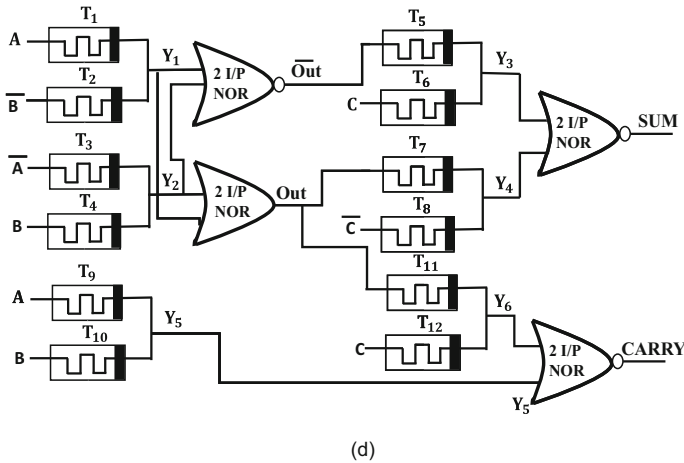 T₁
A
Y₁
T₂
B̅
2 I/P
NOR
O̅ut
T₅
Y₃
T₆
C
2 I/P
NOR
SUM
T₃
A̅
Y₂
T₄
B
2 I/P
NOR
Out
T₇
Y₄
T₈
C̅
T₉
A
Y₅
T₁₀
B
T₁₁
Y₆
T₁₂
C
2 I/P
NOR
CARRY
Y₅
(d)